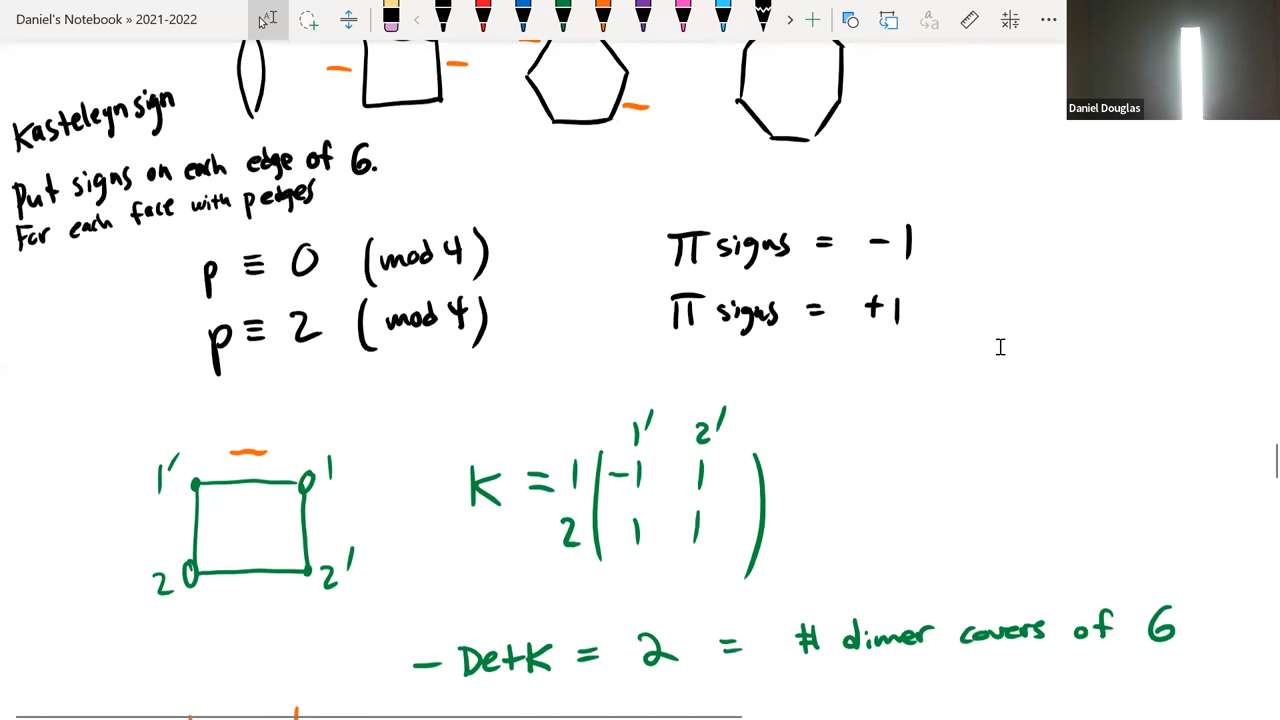 Daniel's Notebook » 2021-2022
Daniel Douglas
Kasteleyn sign
Put signs on each edge of G.
For each face with p edges
p ≡ 0 (mod 4) Π signs = -1
p ≡ 2 (mod 4) Π signs = +1
1' 2'
1' 1 K = 1 ( -1 1
2 1 1 )
2 2'
- Det K = 2 = # dimer covers of G